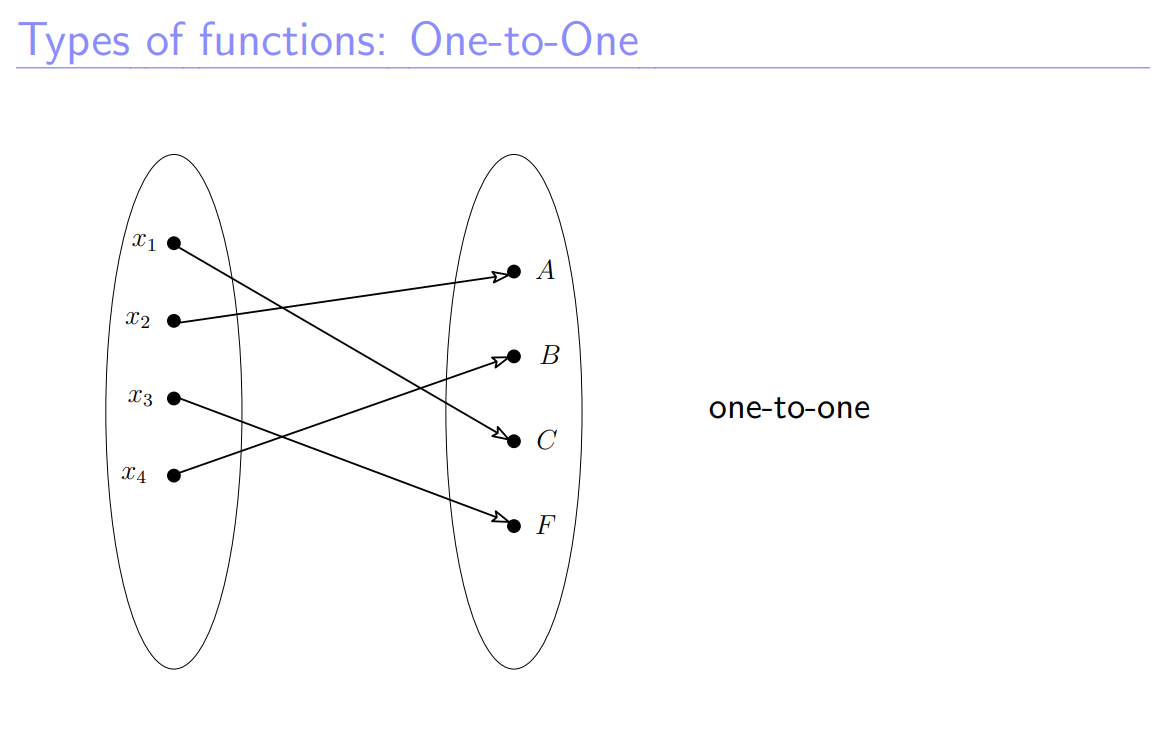 Types of functions: One-to-One
x₁
A
x₂
B
x₃
one-to-one
C
x₄
F